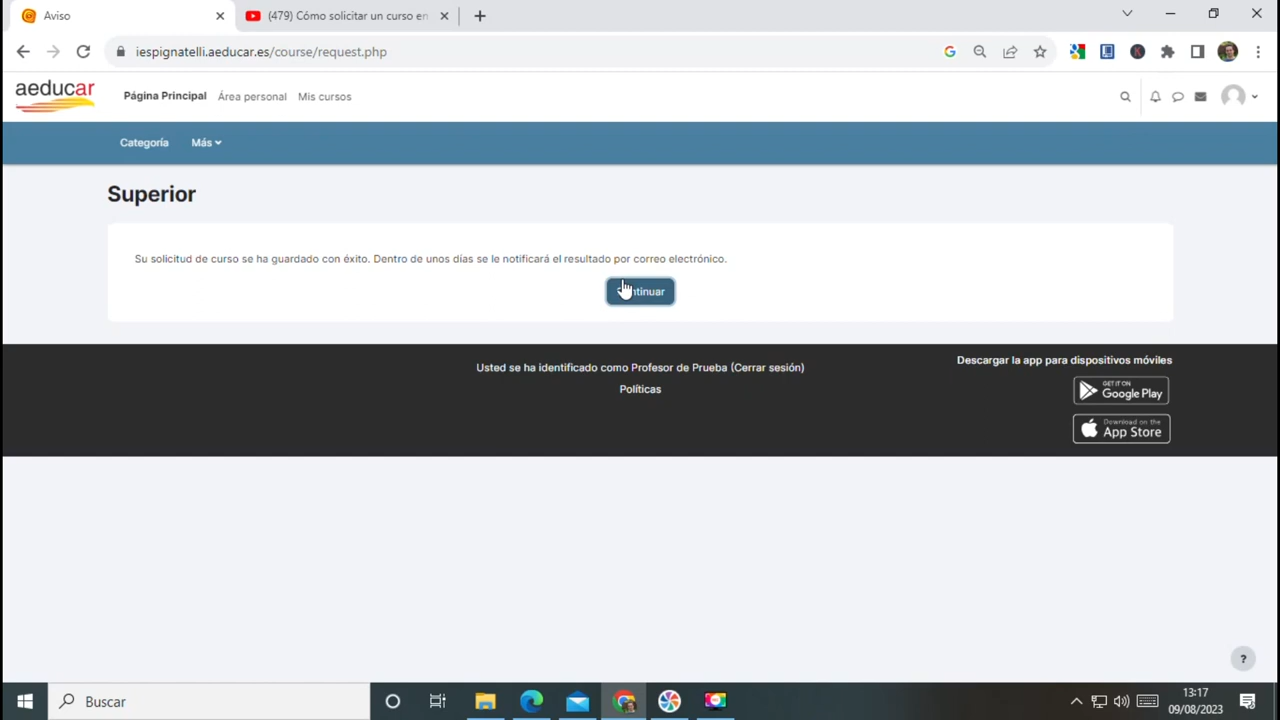 Aviso
(479) Cómo solicitar un curso en
iespignatelli.aeducar.es/course/request.php
aeducar
Página Principal
Área personal
Mis cursos
Categoría
Más
Superior
Su solicitud de curso se ha guardado con éxito. Dentro de unos días se le notificará el resultado por correo electrónico.
ntinuar
Usted se ha identificado como Profesor de Prueba (Cerrar sesión)
Políticas
Descargar la app para dispositivos móviles
GET IT ON
Google Play
Download on the
App Store
?
Buscar
13:17
09/08/2023